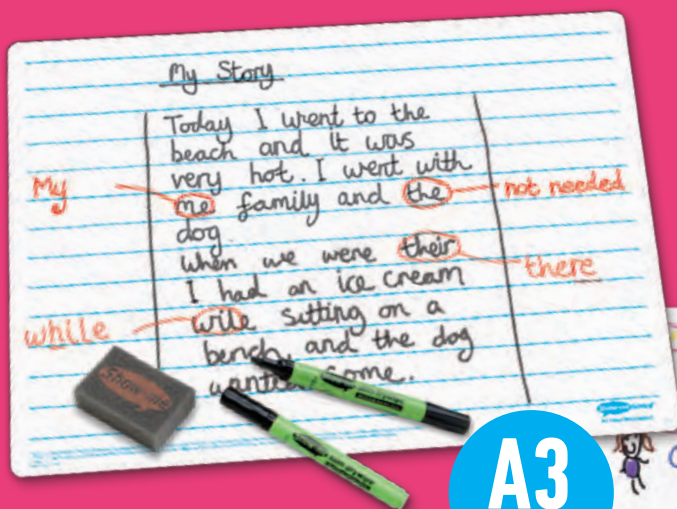 My Story
Today I went to the
beach and it was
very hot. I went with
My
me family and the
not needed
dog
when we were their
there
I had an ice cream
while
wile sitting on a
bench, and the dog
wanted some.
Show-me
A3